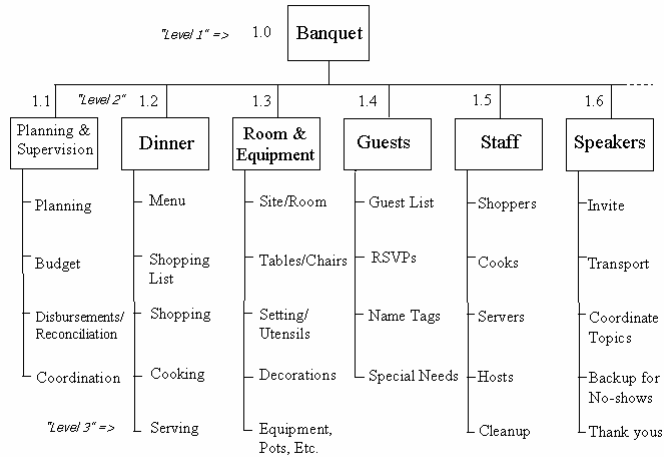 "Level 1" => 1.0 Banquet
1.1 "Level 2" 1.2 1.3 1.4 1.5 1.6
Planning &
Supervision
Dinner
Room &
Equipment
Guests
Staff
Speakers
Planning
Budget
Disbursements/
Reconciliation
Coordination
Menu
Shopping
List
Shopping
Cooking
"Level 3" => Serving
Site/Room
Tables/Chairs
Setting/
Utensils
Decorations
Equipment,
Pots, Etc.
Guest List
RSVPs
Name Tags
Special Needs
Shoppers
Cooks
Servers
Hosts
Cleanup
Invite
Transport
Coordinate
Topics
Backup for
No-shows
Thank yous